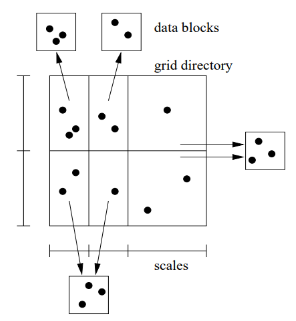 data blocks
grid directory
scales